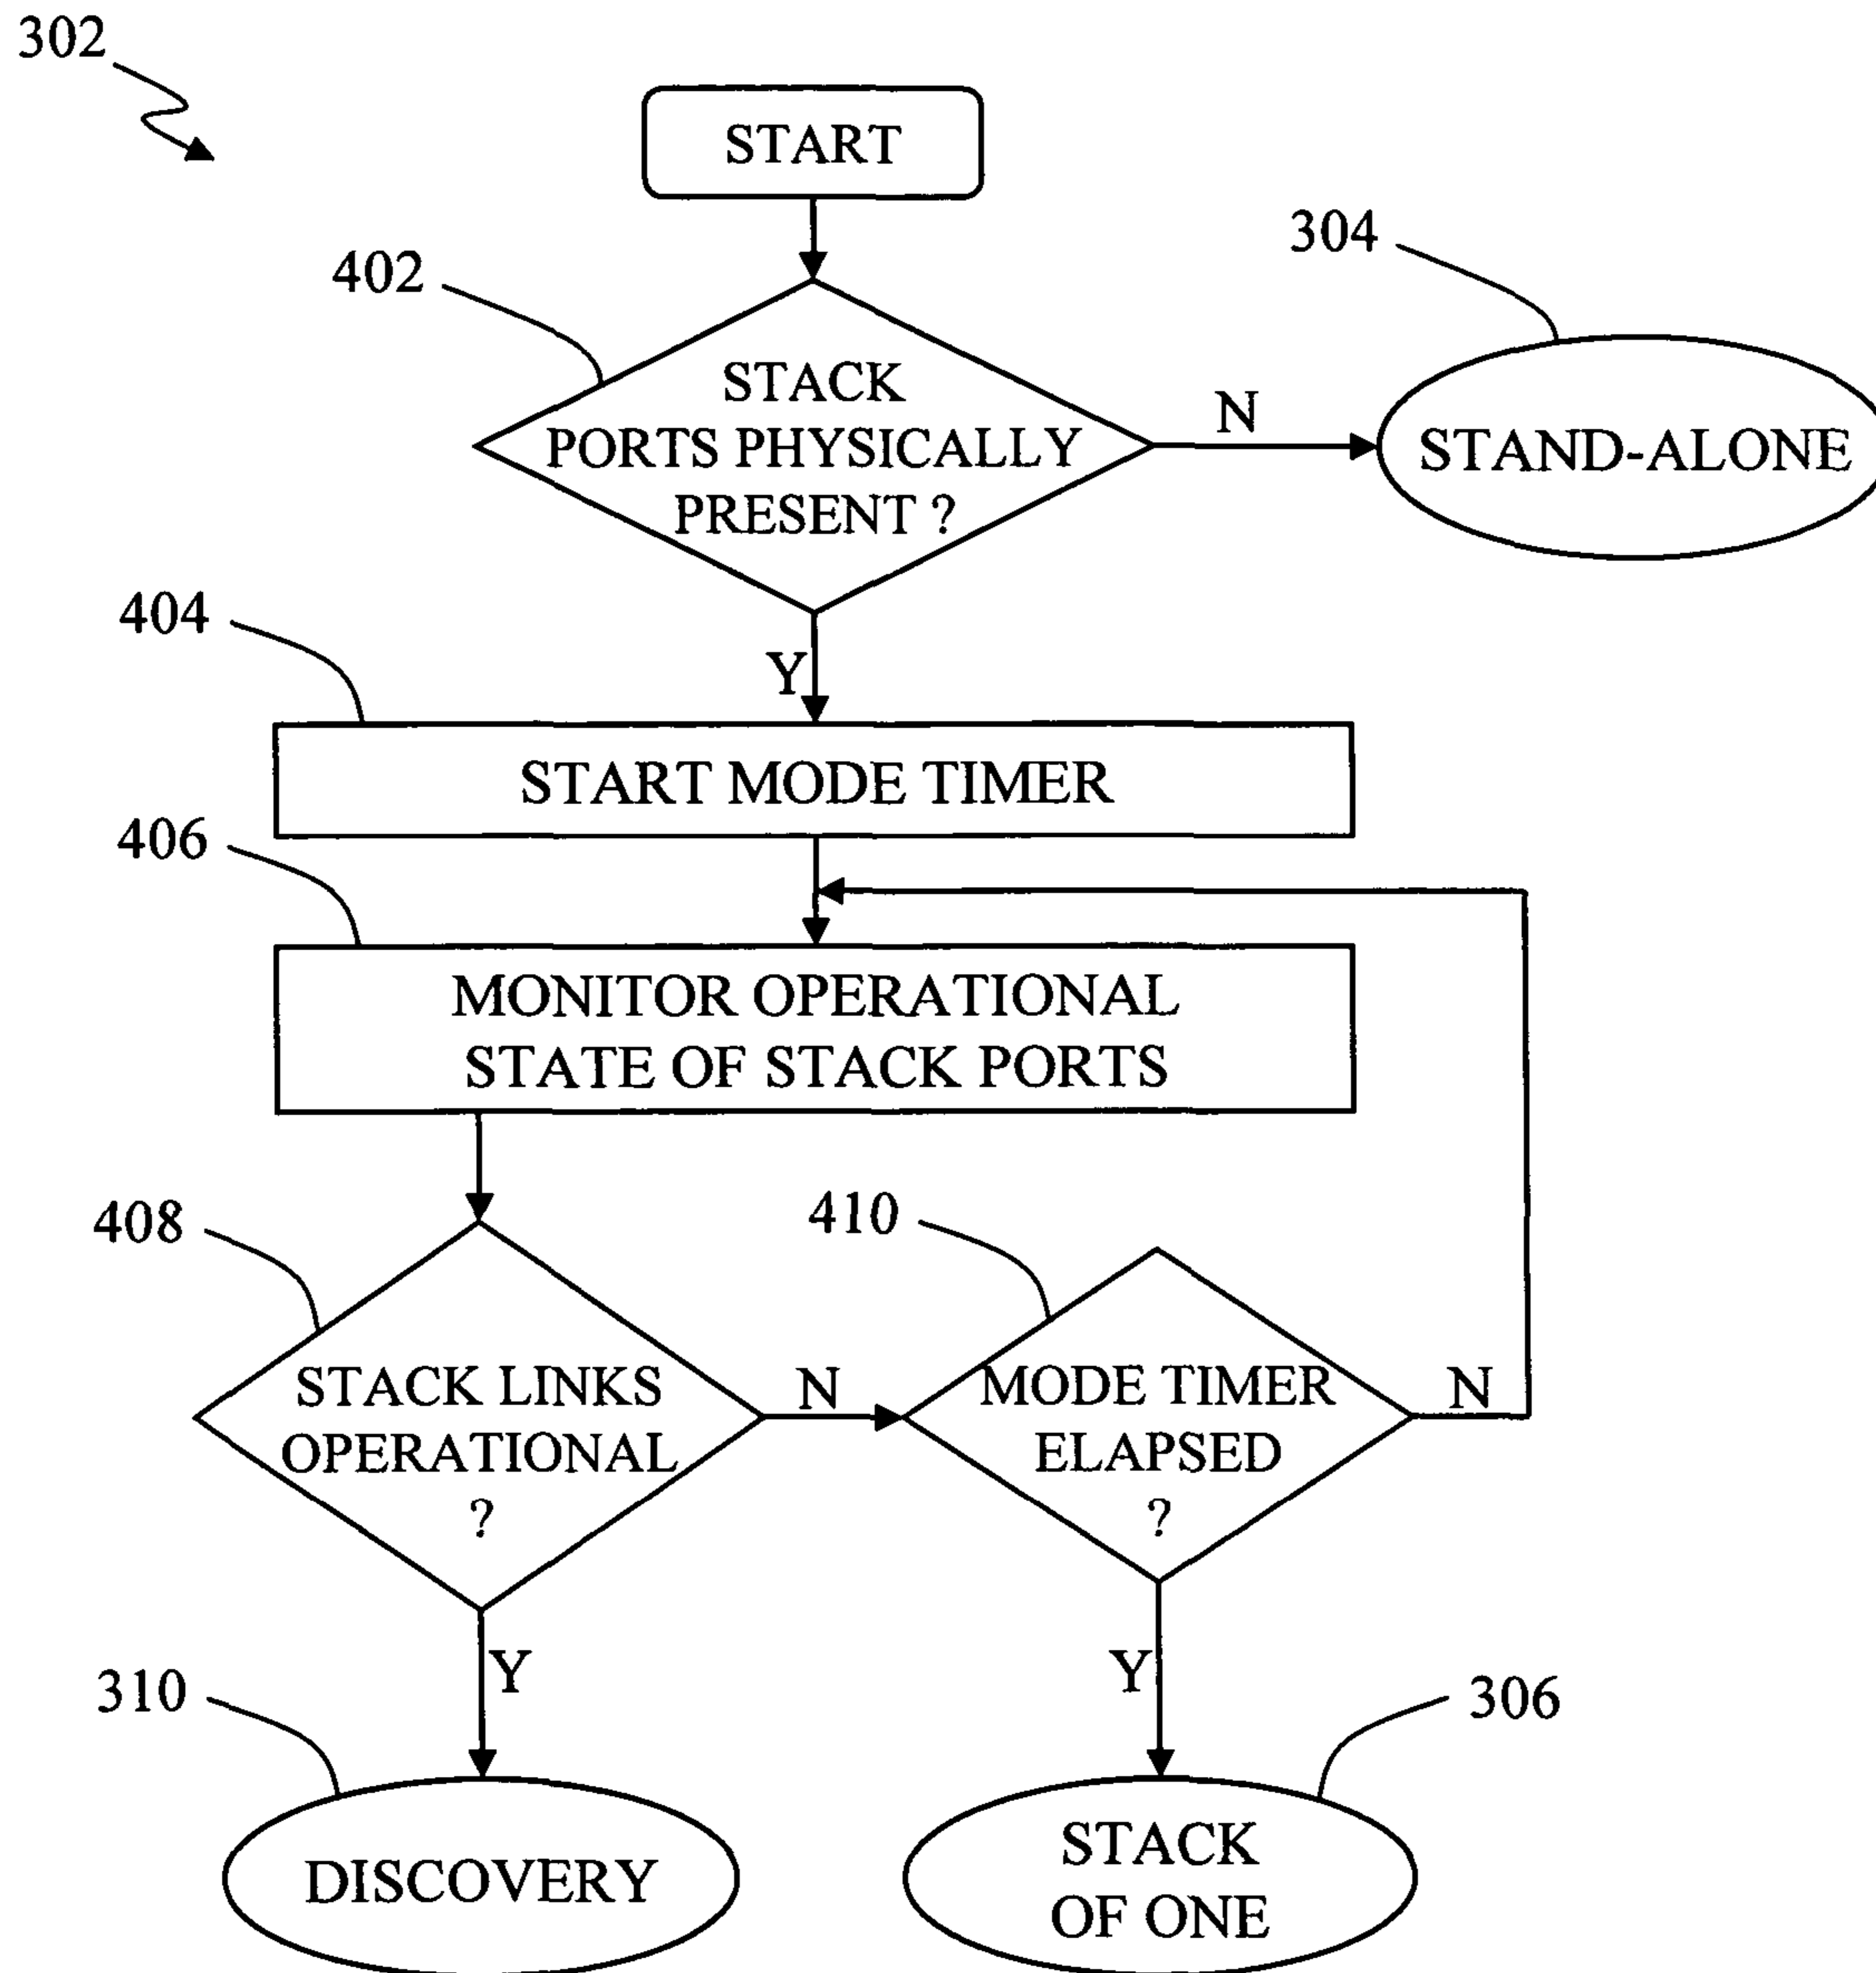 302
START
304
402
STACK
PORTS PHYSICALLY
PRESENT ?
N
STAND-ALONE
404
Y
START MODE TIMER
406
MONITOR OPERATIONAL
STATE OF STACK PORTS
408
410
STACK LINKS
OPERATIONAL
?
N
MODE TIMER
ELAPSED
?
N
Y
Y
310
306
DISCOVERY
STACK
OF ONE